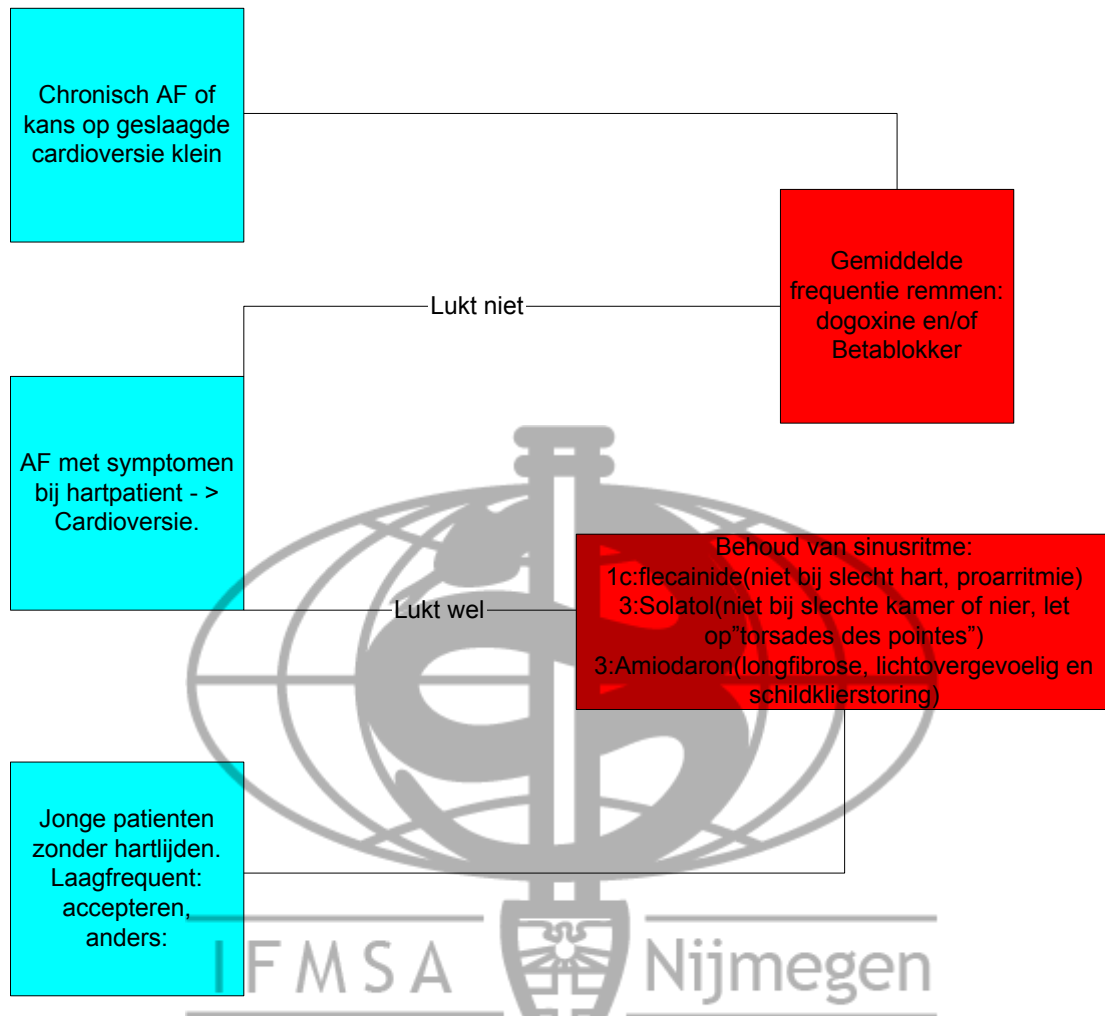 Chronisch AF of
kans op geslaagde
cardioversie klein
Gemiddelde
frequentie remmen:
dogoxine en/of
Betablokker
Lukt niet
AF met symptomen
bij hartpatient - >
Cardioversie.
Behoud van sinusritme:
1c:flecainide(niet bij slecht hart, proarritmie)
3:Solatol(niet bij slechte kamer of nier, let
op”torsades des pointes”)
3:Amiodaron(longfibrose, lichtovergevoelig en
schildklierstoring)
Lukt wel
Jonge patienten
zonder hartlijden.
Laagfrequent:
accepteren,
anders:
IFMSA Nijmegen